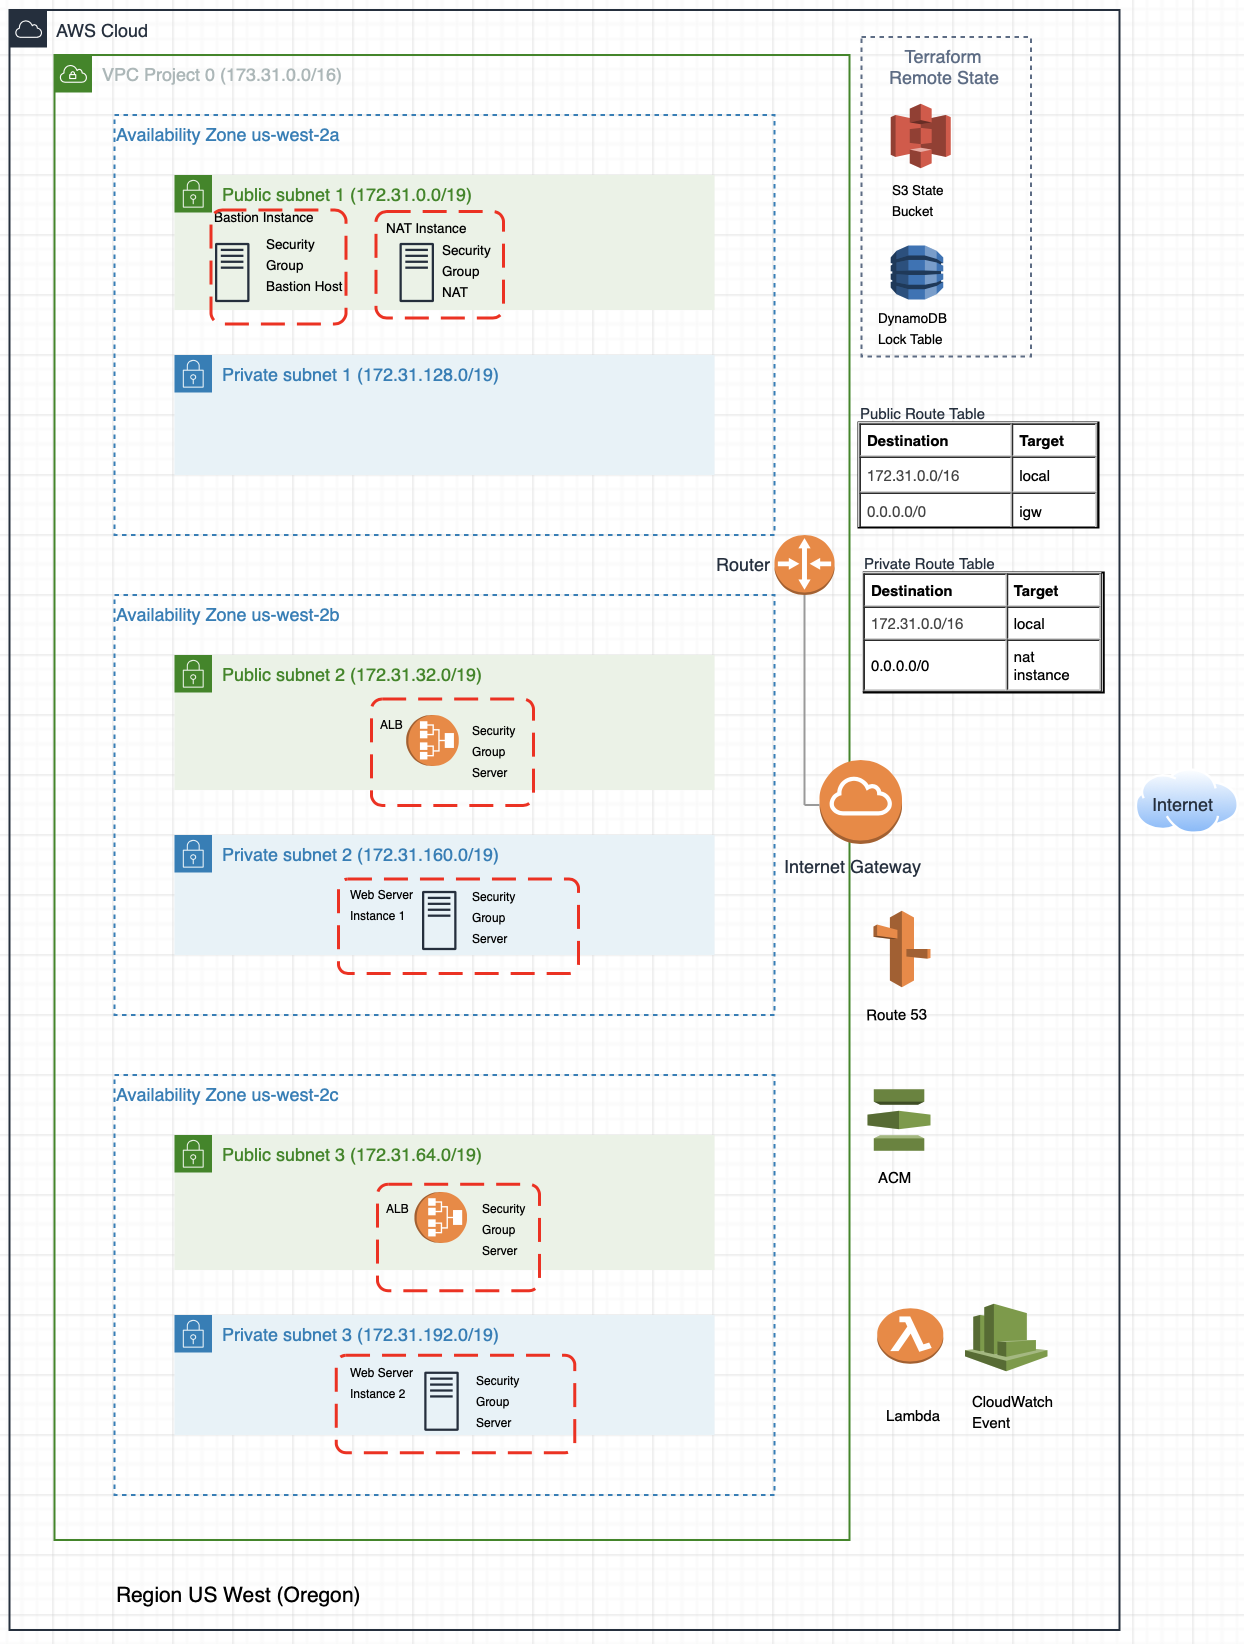 AWS Cloud
VPC Project 0 (173.31.0.0/16)
Terraform
Remote State
S3 State
Bucket
DynamoDB
Lock Table
Availability Zone us-west-2a
Public subnet 1 (172.31.0.0/19)
Bastion Instance
Security
Group
Bastion Host
NAT Instance
Security
Group
NAT
Private subnet 1 (172.31.128.0/19)
Public Route Table
Destination Target
172.31.0.0/16 local
0.0.0.0/0 igw
Router
Private Route Table
Destination Target
172.31.0.0/16 local
0.0.0.0/0 nat
instance
Availability Zone us-west-2b
Public subnet 2 (172.31.32.0/19)
ALB
Security
Group
Server
Private subnet 2 (172.31.160.0/19)
Web Server
Instance 1
Security
Group
Server
Internet Gateway
Internet
Route 53
Availability Zone us-west-2c
Public subnet 3 (172.31.64.0/19)
ALB
Security
Group
Server
ACM
Private subnet 3 (172.31.192.0/19)
Web Server
Instance 2
Security
Group
Server
Lambda
CloudWatch
Event
Region US West (Oregon)